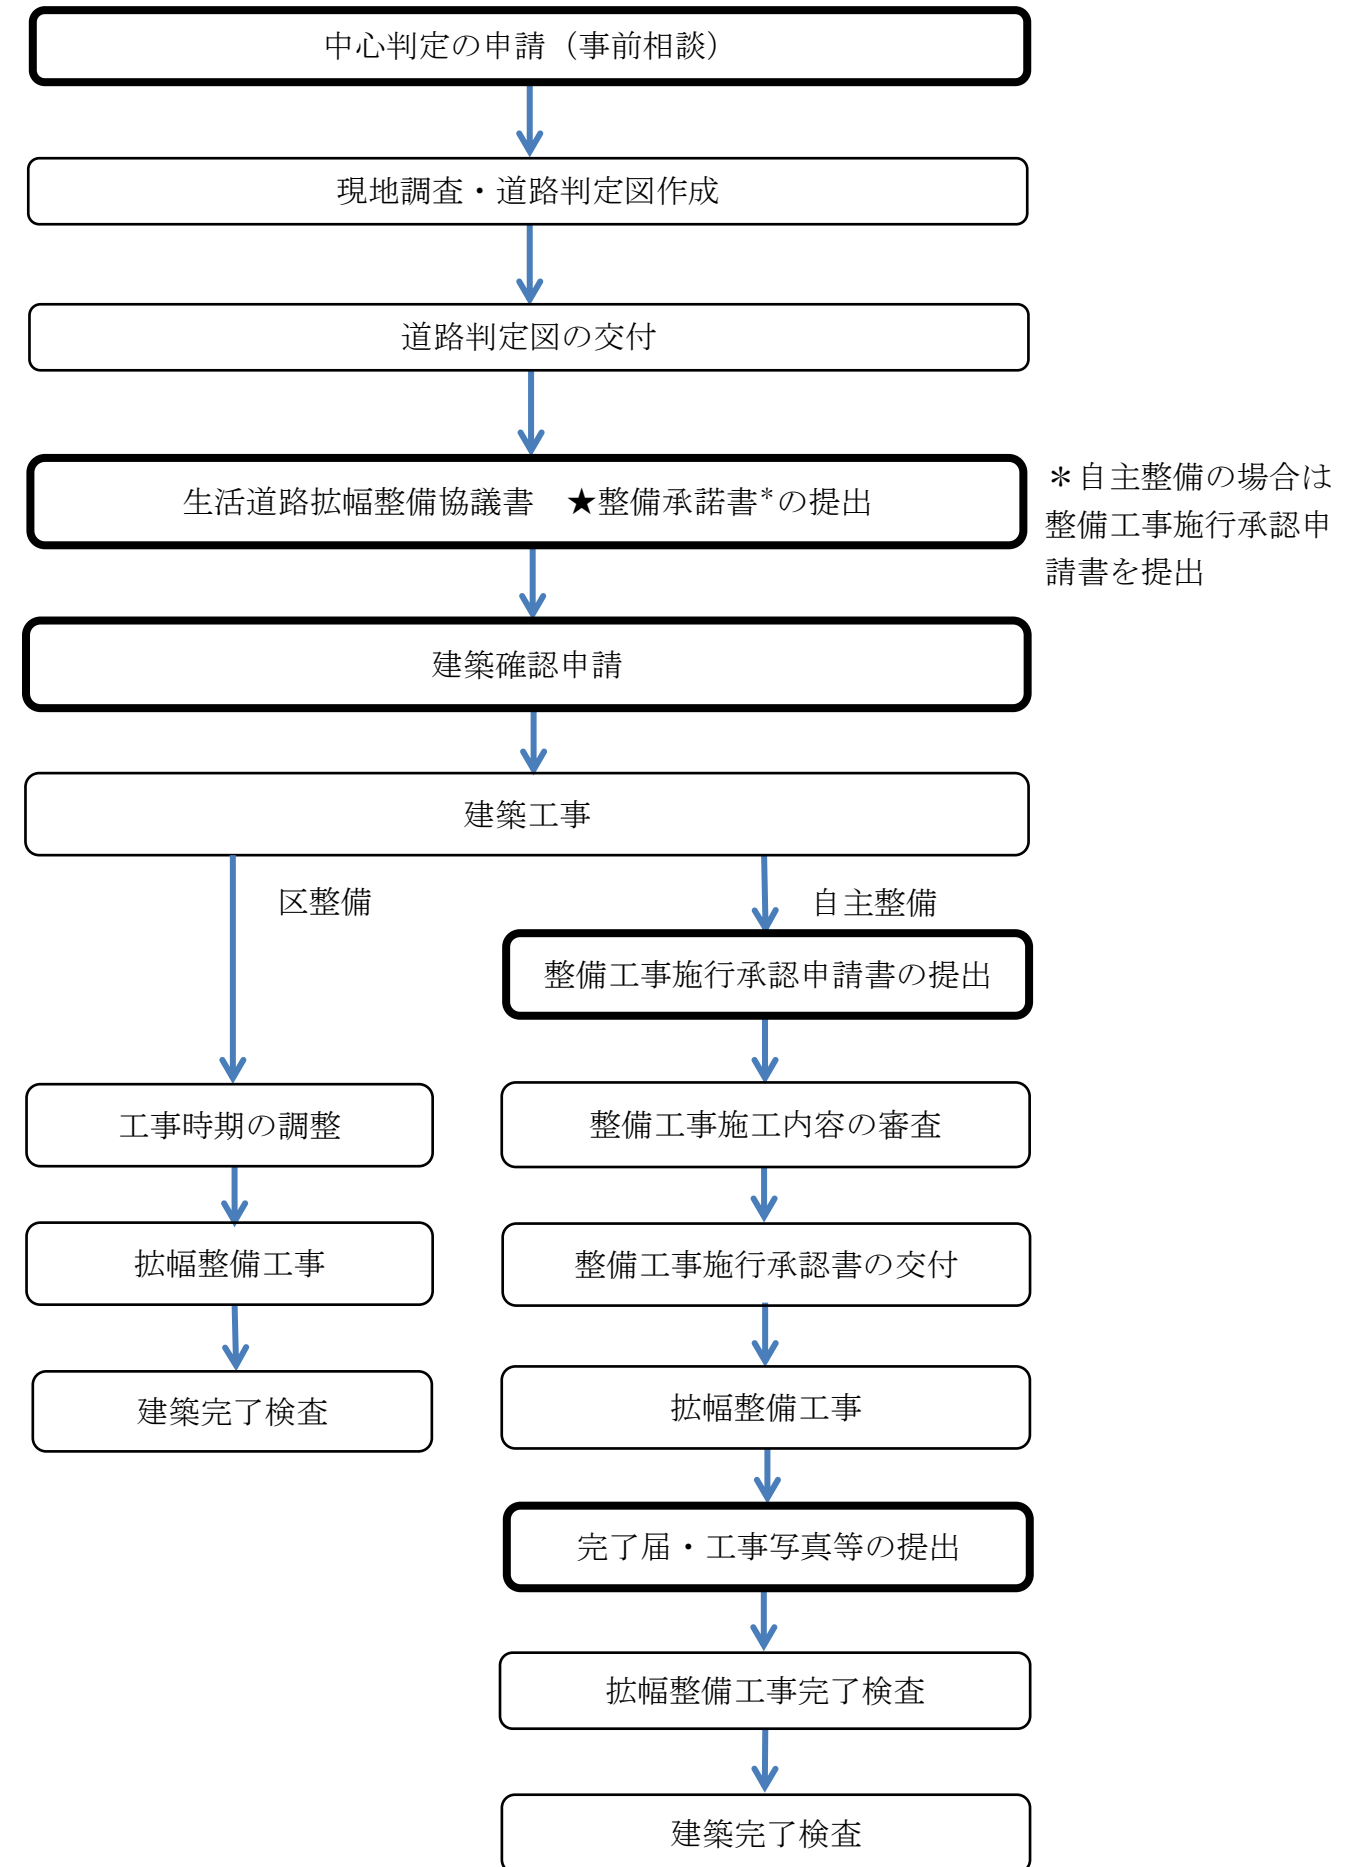 中心判定の申請（事前相談）
現地調査・道路判定図作成
道路判定図の交付
生活道路拡幅整備協議書　★整備承諾書*の提出
＊自主整備の場合は
整備工事施行承認申
請書を提出
建築確認申請
建築工事
区整備
自主整備
整備工事施行承認申請書の提出
工事時期の調整
整備工事施工内容の審査
拡幅整備工事
整備工事施行承認書の交付
建築完了検査
拡幅整備工事
完了届・工事写真等の提出
拡幅整備工事完了検査
建築完了検査